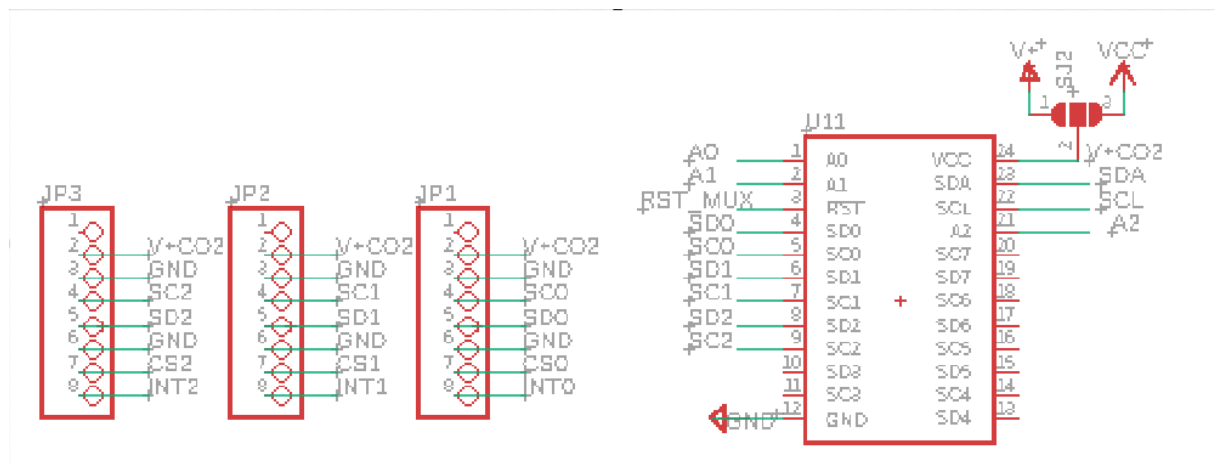 JP3
1
2 V+CO2
3 GND
4 SC2
5 SD2
6 GND
7 CS2
8 INT2
JP2
1
2 V+CO2
3 GND
4 SC1
5 SD1
6 GND
7 CS1
8 INT1
JP1
1
2 V+CO2
3 GND
4 SC0
5 SD0
6 GND
7 CS0
8 INT0
V+ SJ2 VCC
1 3
2
U11
A0 1 A0 VCC 24 V+CO2
A1 2 A1 SDA 23 SDA
RST_MUX 3 RST SCL 22 SCL
SD0 4 SD0 A2 21 A2
SC0 5 SC0 SC7 20
SD1 6 SD1 SD7 19
SC1 7 SC1 SC6 18
SD2 8 SD2 SD6 17
SC2 9 SC2 SC5 16
10 SD3 SD5 15
11 SC3 SC4 14
GND 12 GND SD4 13